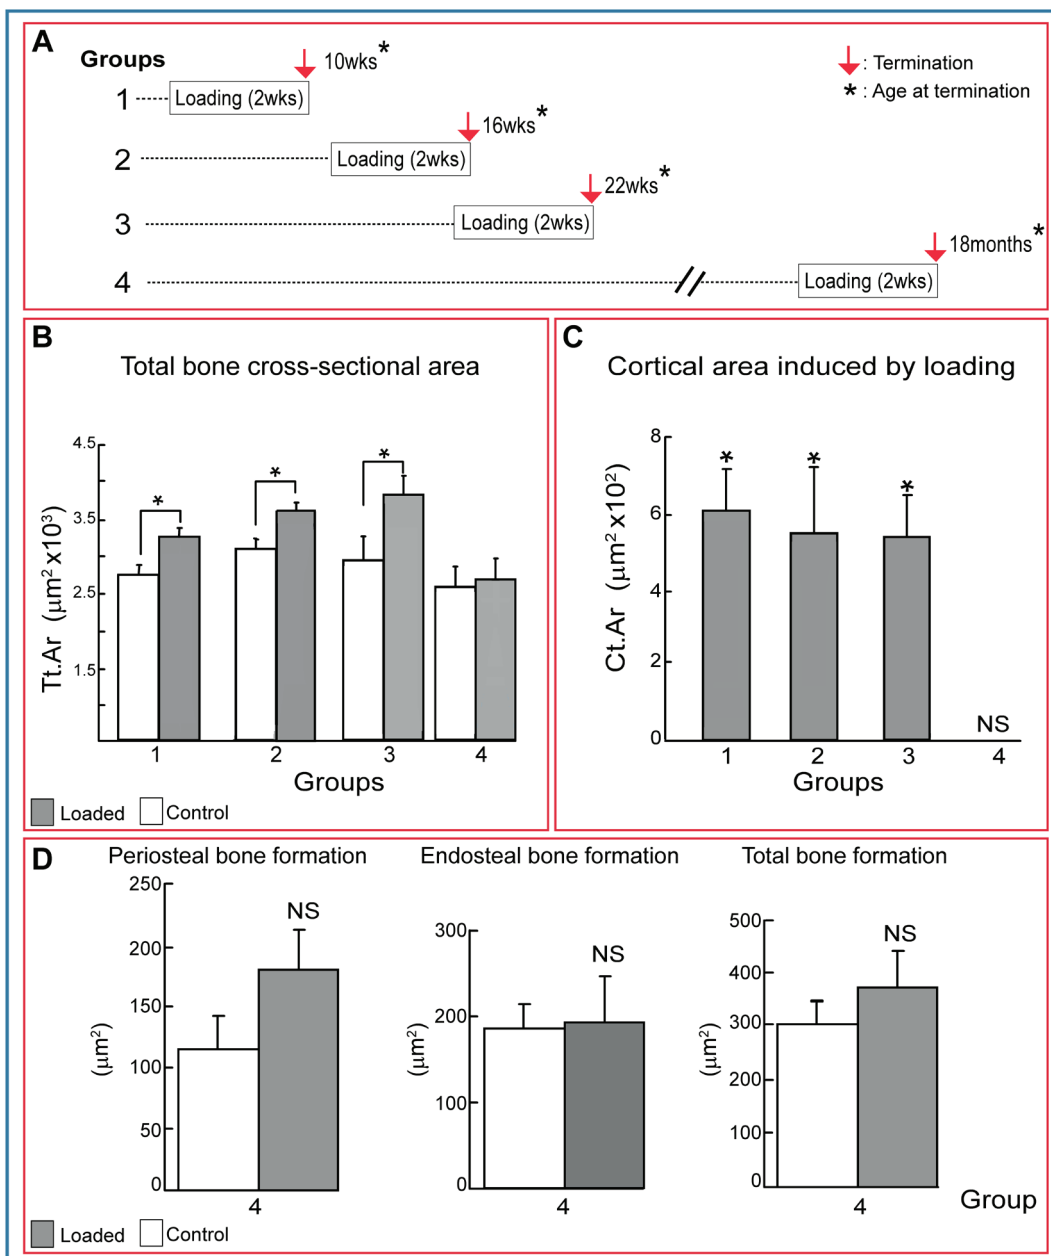 A
Groups
10wks*
: Termination
* : Age at termination
1
Loading (2wks)
16wks*
2
Loading (2wks)
22wks*
3
Loading (2wks)
18months*
4
Loading (2wks)
B
Total bone cross-sectional area
Tt.Ar (µm² x10³)
4.5
3.5
2.5
1.5
*
*
*
1 2 3 4
Groups
Loaded Control
C
Cortical area induced by loading
Ct.Ar (µm² x10²)
8
6
4
2
0
* * *
NS
1 2 3 4
Groups
D
Periosteal bone formation
(µm²)
250
200
150
100
50
0
NS
4
Endosteal bone formation
(µm²)
300
200
100
0
NS
4
Total bone formation
(µm²)
500
400
300
200
100
0
NS
4
Group
Loaded Control